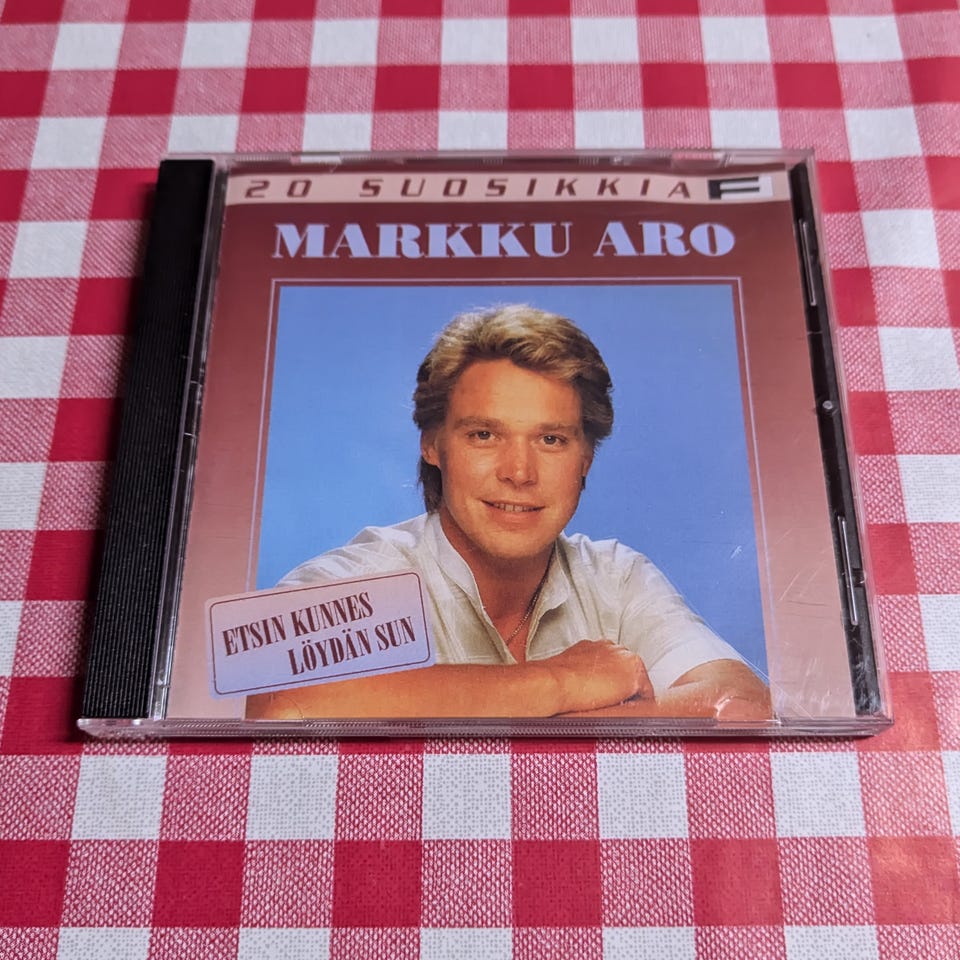 20 SUOSIKKIA
MARKKU ARO
ETSIN KUNNES
LÖYDÄN SUN